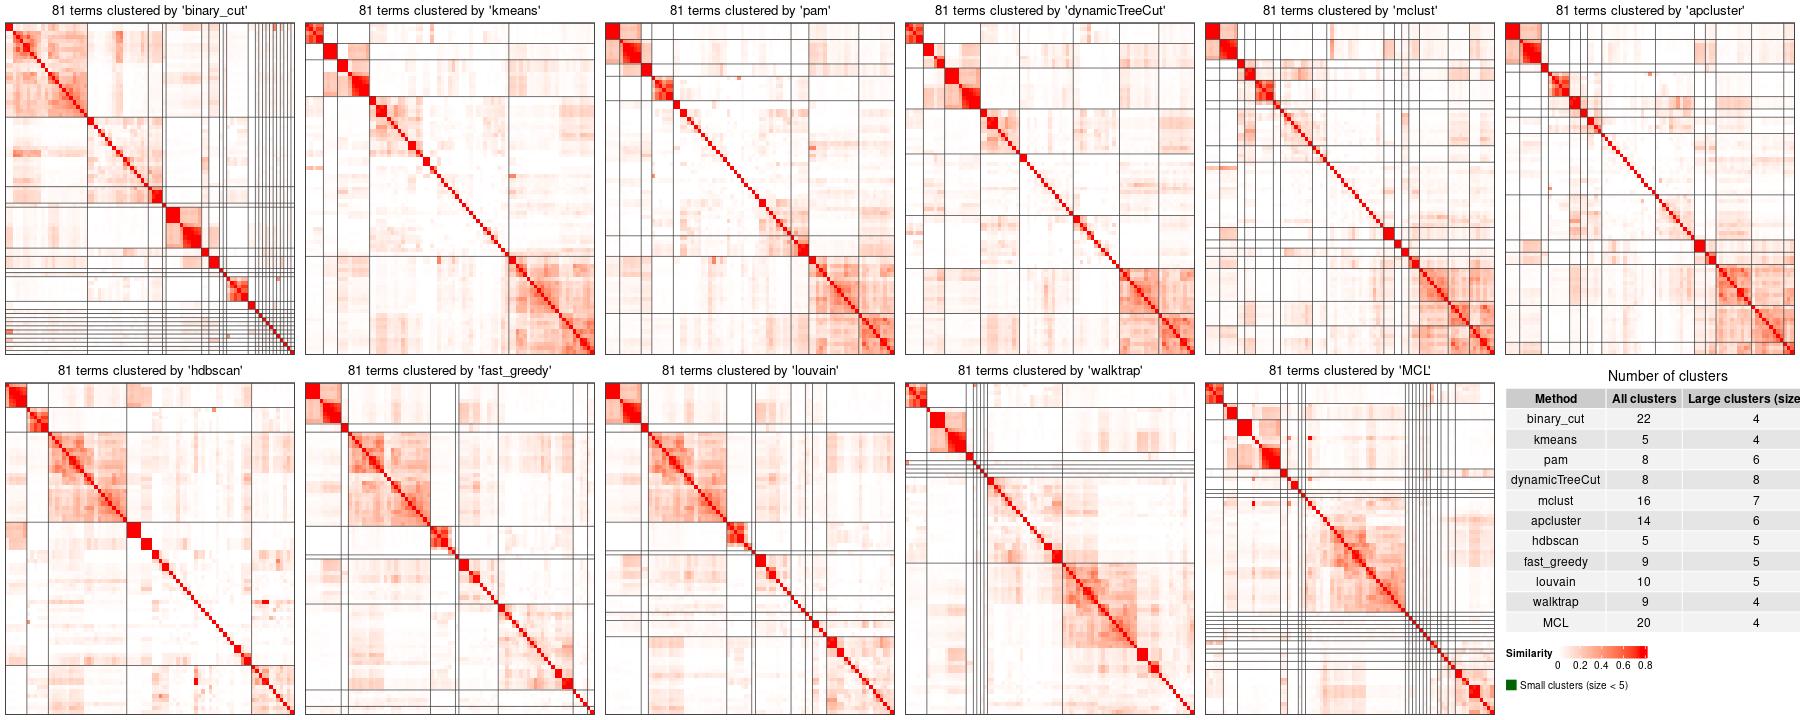 81 terms clustered by 'binary_cut'
81 terms clustered by 'kmeans'
81 terms clustered by 'pam'
81 terms clustered by 'dynamicTreeCut'
81 terms clustered by 'mclust'
81 terms clustered by 'apcluster'
81 terms clustered by 'hdbscan'
81 terms clustered by 'fast_greedy'
81 terms clustered by 'louvain'
81 terms clustered by 'walktrap'
81 terms clustered by 'MCL'
Number of clusters
Method All clusters Large clusters (size
binary_cut 22 4
kmeans 5 4
pam 8 6
dynamicTreeCut 8 8
mclust 16 7
apcluster 14 6
hdbscan 5 5
fast_greedy 9 5
louvain 10 5
walktrap 9 4
MCL 20 4
Similarity
0 0.2 0.4 0.6 0.8
Small clusters (size < 5)